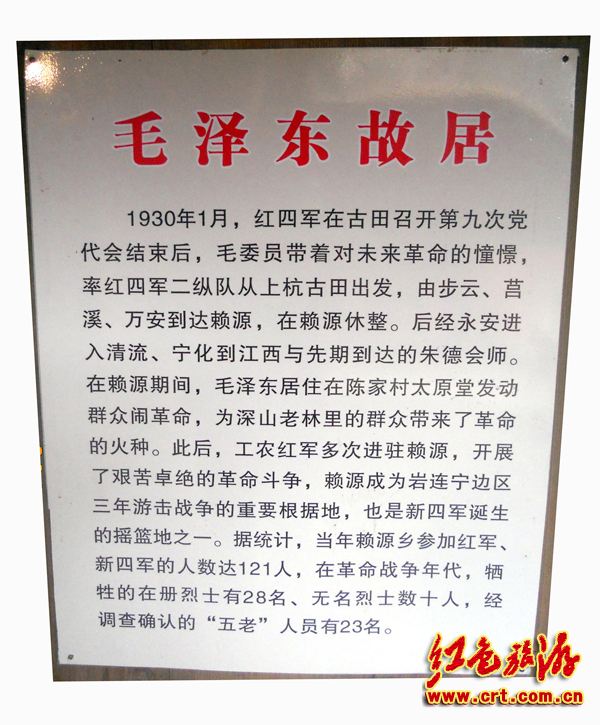 毛泽东故居
1930年1月，红四军在古田召开第九次党
代会结束后，毛委员带着对未来革命的憧憬，
率红四军二纵队从上杭古田出发，由步云、莒
溪、万安到达赖源，在赖源休整。后经永安进
入清流、宁化到江西与先期到达的朱德会师。
在赖源期间，毛泽东居住在陈家村太原堂发动
群众闹革命，为深山老林里的群众带来了革命
的火种。此后，工农红军多次进驻赖源，开展
了艰苦卓绝的革命斗争，赖源成为岩连宁边区
三年游击战争的重要根据地，也是新四军诞生
的摇篮地之一。据统计，当年赖源乡参加红军、
新四军的人数达121人，在革命战争年代，牺
牲的在册烈士有28名、无名烈士数十人，经
调查确认的“五老”人员有23名。
红色旅游
www.crt.com.cn